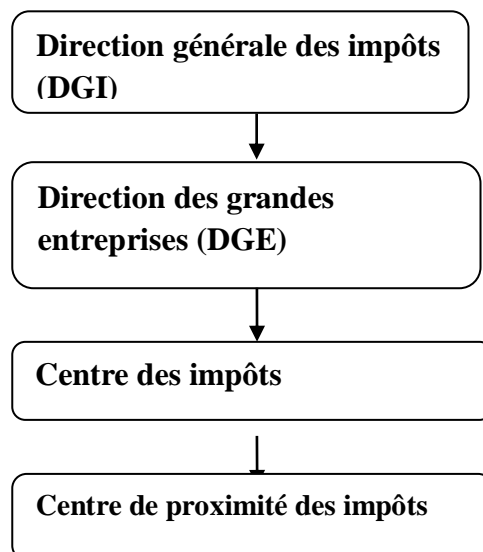 Direction générale des impôts
(DGI)
Direction des grandes
entreprises (DGE)
Centre des impôts
Centre de proximité des impôts